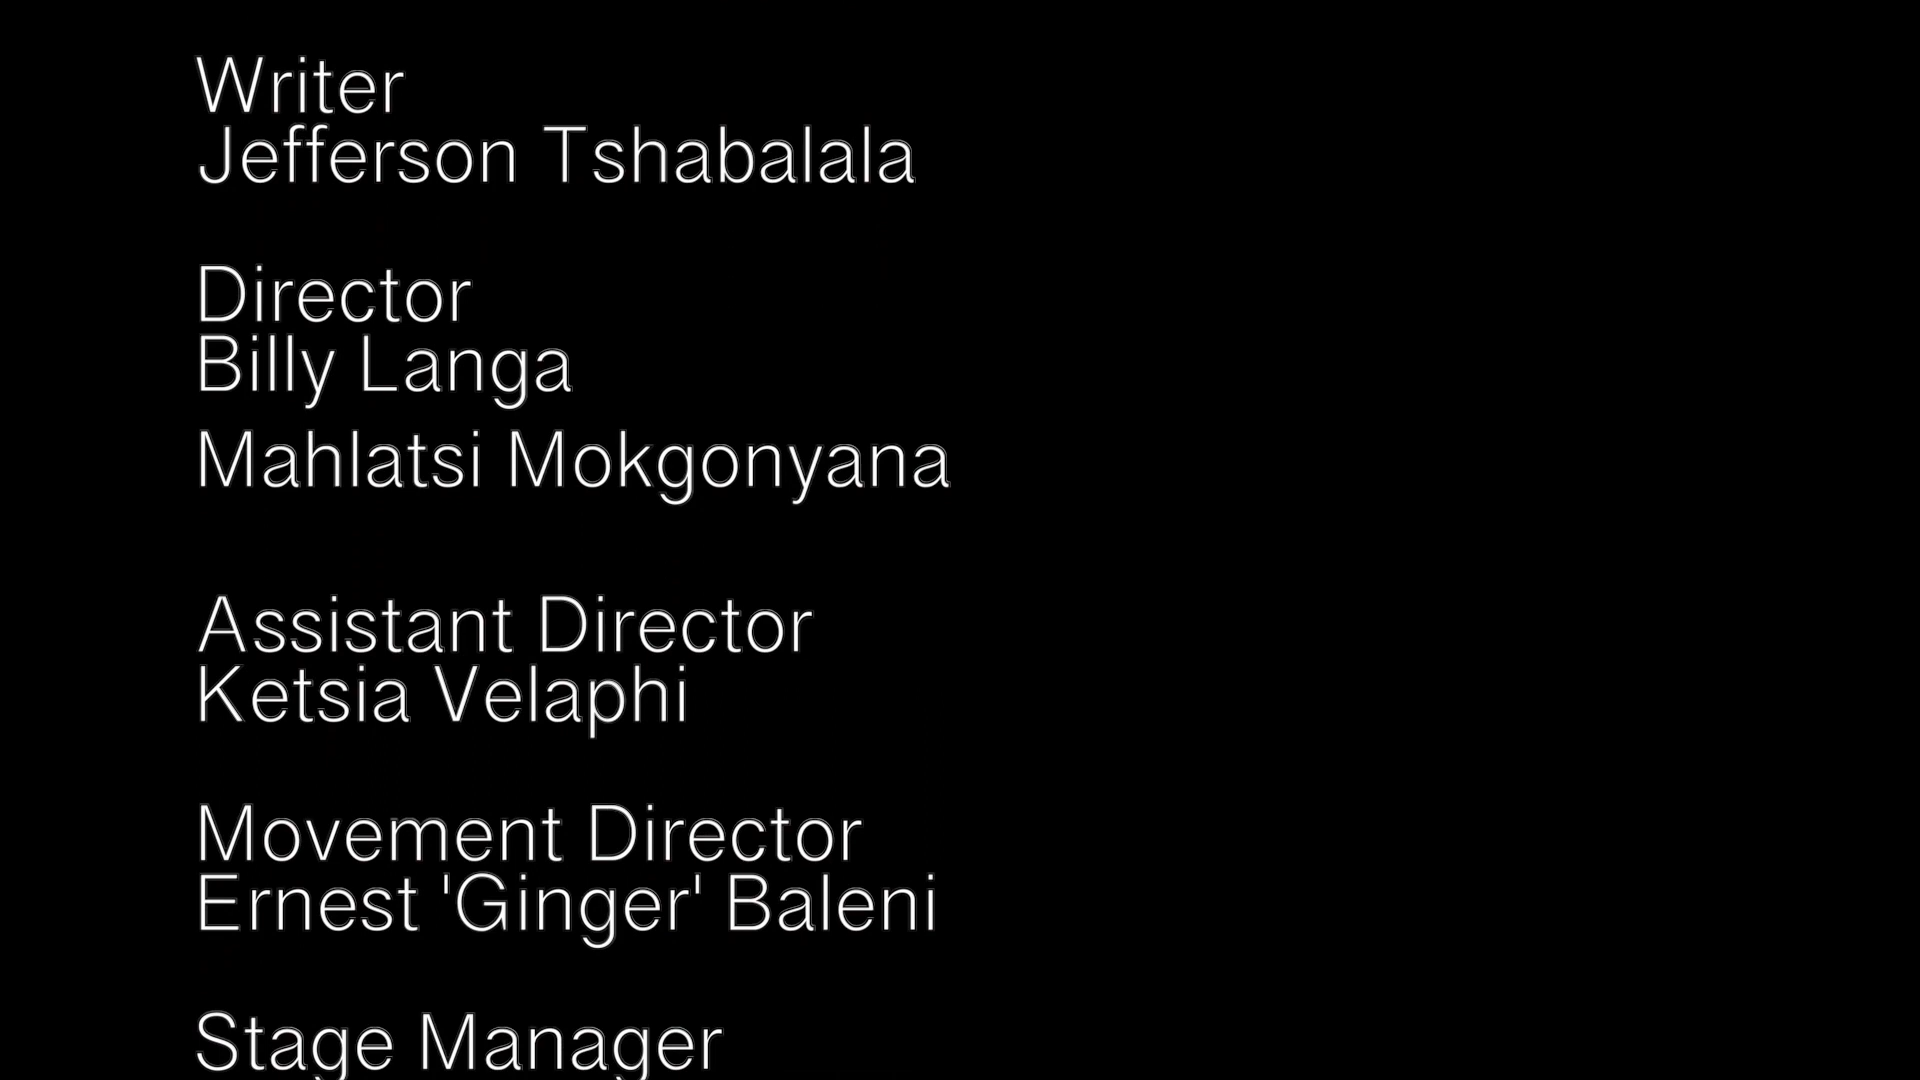 Writer
Jefferson Tshabalala
Director
Billy Langa
Mahlatsi Mokgonyana
Assistant Director
Ketsia Velaphi
Movement Director
Ernest 'Ginger' Baleni
Stage Manager